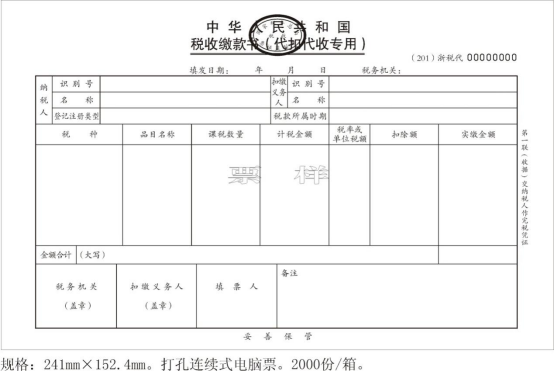 中华人民共和国
税收缴款书(代扣代收专用)
(201)浙税代 00000000
填发日期： 年 月 日 税务机关：
纳税人 识别号 扣缴义务人 识别号
名称 名称
登记注册类型 税款所属时期
税种 品目名称 课税数量 计税金额 税率或单位税额 扣除额 实缴金额
票样
金额合计 (大写)
税务机关 扣缴义务人 填票人 备注
(盖章) (盖章)
第一联(收据)交纳税人作完税凭证
妥善保管
规格：241mm×152.4mm。打孔连续式电脑票。2000份/箱。